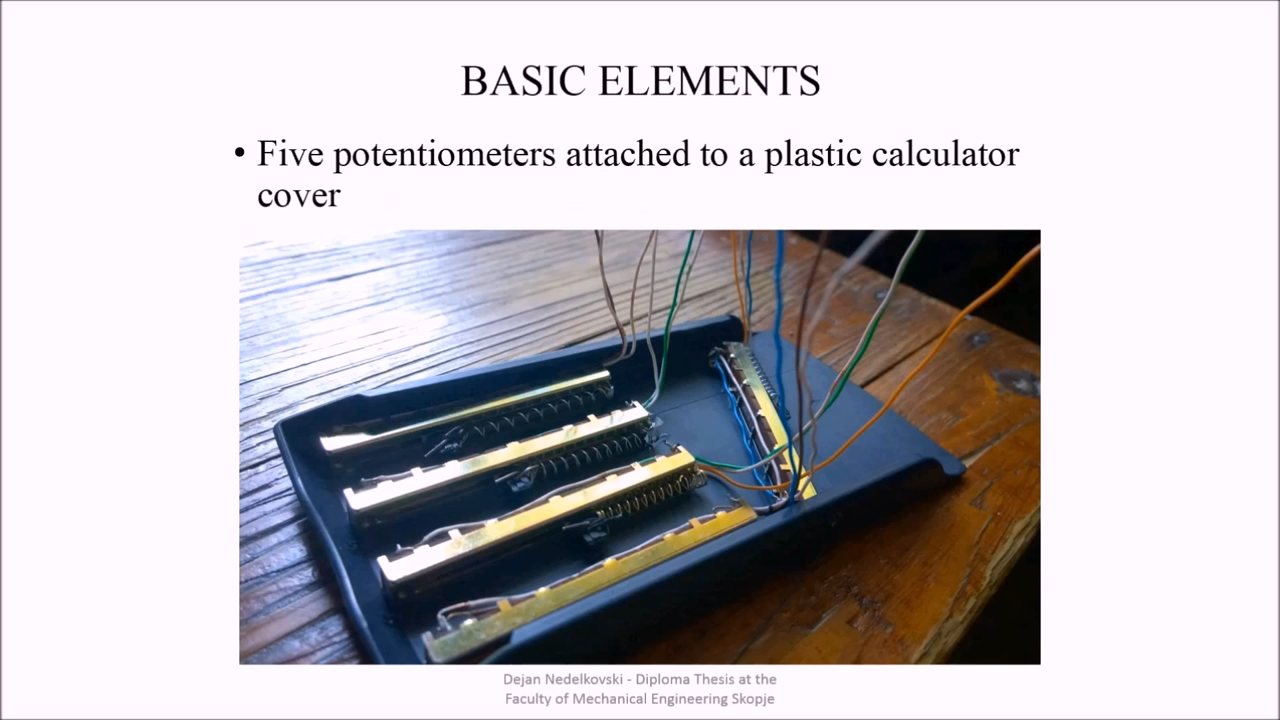 BASIC ELEMENTS
• Five potentiometers attached to a plastic calculator
cover
Dejan Nedelkovski - Diploma Thesis at the
Faculty of Mechanical Engineering Skopje